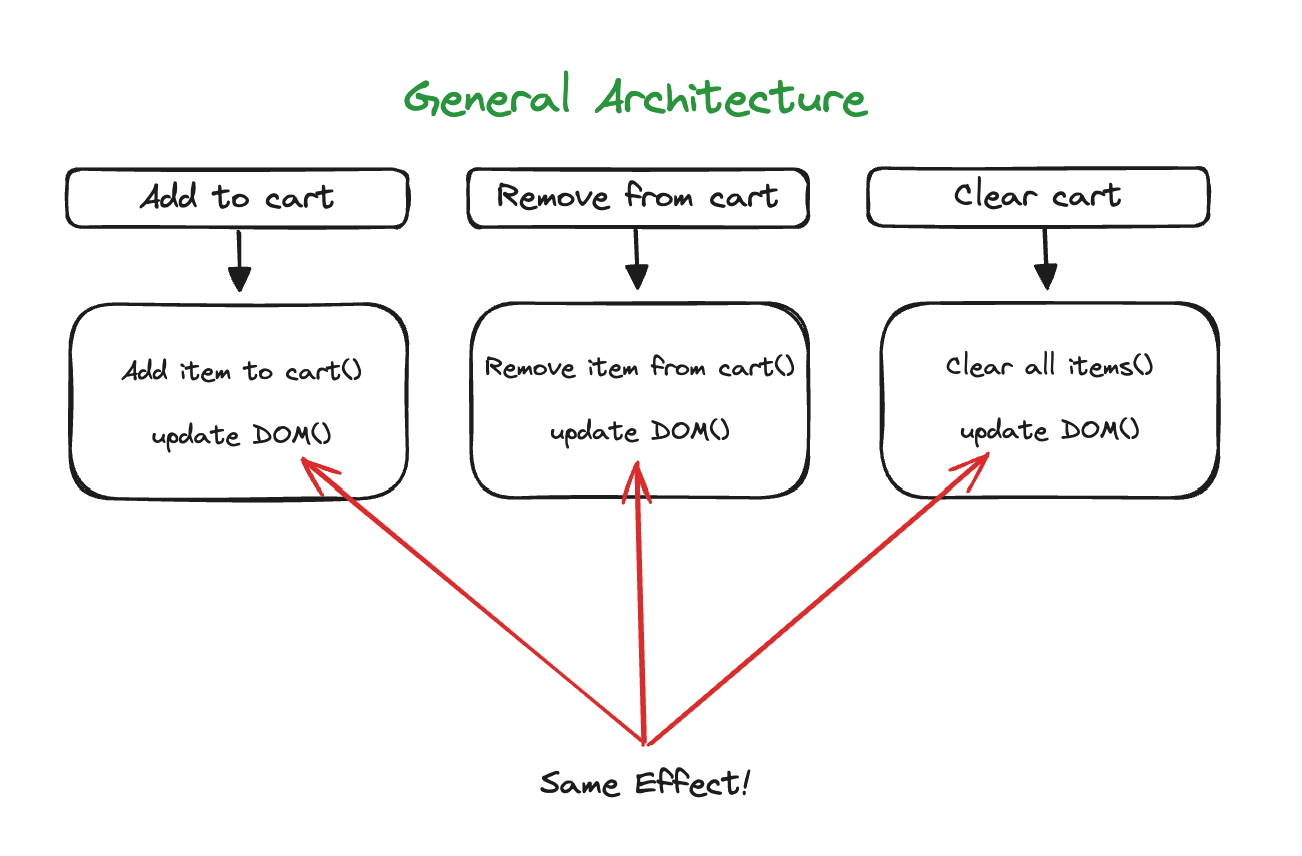 General Architecture
Add to cart
Remove from cart
Clear cart
Add item to cart()
update DOM()
Remove item from cart()
update DOM()
Clear all items()
update DOM()
Same Effect!